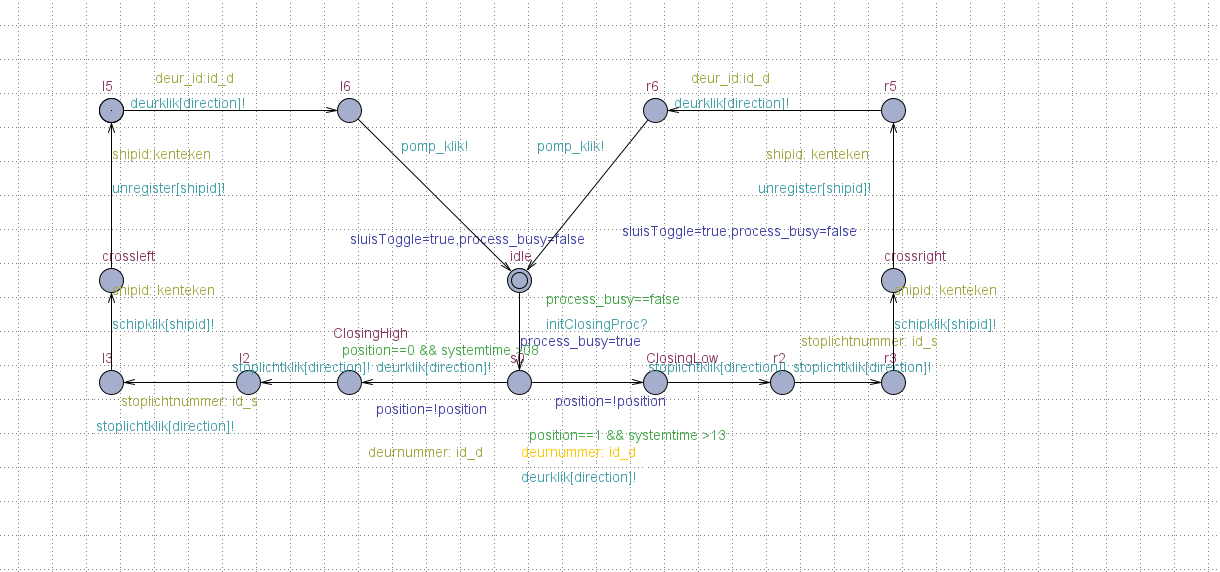 deur_id:id_d
deur_id:id_d
l5
l6
r6
r5
deurklik[direction]!
deurklik[direction]!
pomp_klik!
pomp_klik!
shipid:kenteken
shipid: kenteken
unregister[shipid]!
unregister[shipid]!
sluisToggle=true,process_busy=false
sluisToggle=true,process_busy=false
crossleft
idle
crossright
shipid: kenteken
process_busy==false
shipid: kenteken
schipklik[shipid]!
initClosingProc?
schipklik[shipid]!
ClosingHigh
process_busy=true
stoplichtnummer: id_s
position==0 && systemtime >08
l3
l2
ClosingLow
r2
r3
stoplichtklik[direction]!
deurklik[direction]!
stoplichtklik[direction]!
stoplichtklik[direction]!
stoplichtnummer: id_s
position=!position
position=!position
stoplichtklik[direction]!
position==1 && systemtime >13
deurnummer: id_d
deurnummer: id_d
deurklik[direction]!